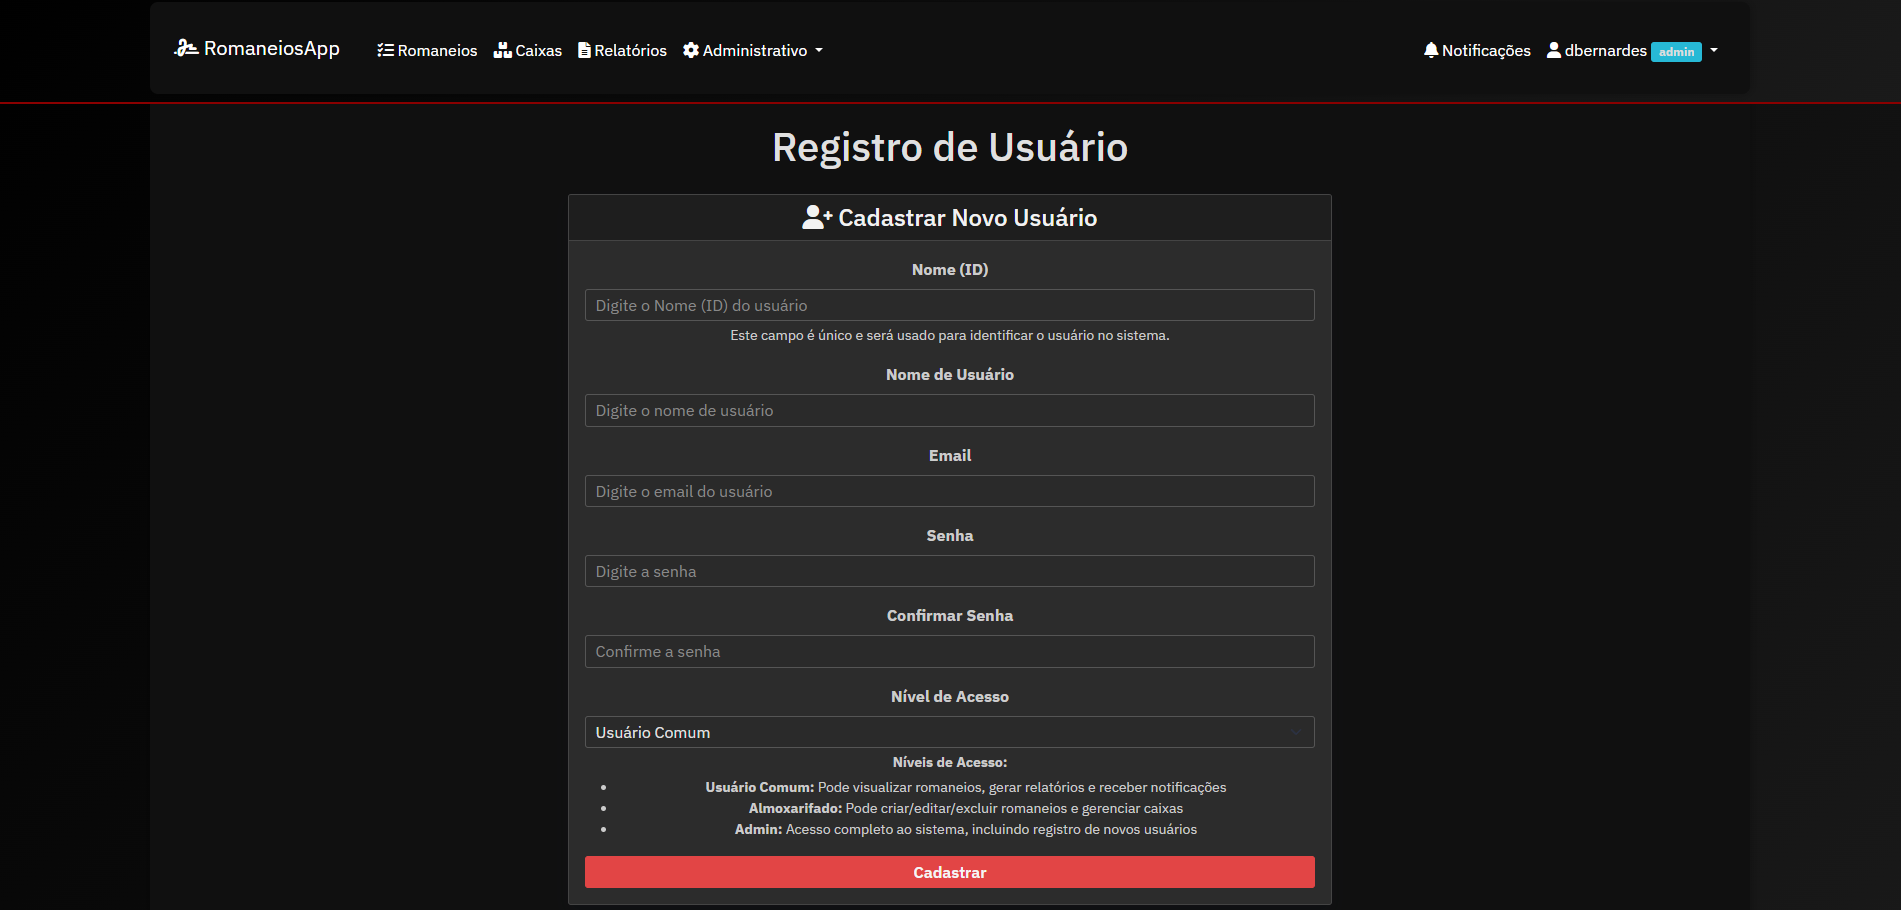 RomaneiosApp Romaneios Caixas Relatórios Administrativo Notificações dbernardes admin
Registro de Usuário
Cadastrar Novo Usuário
Nome (ID)
Digite o Nome (ID) do usuário
Este campo é único e será usado para identificar o usuário no sistema.
Nome de Usuário
Digite o nome de usuário
Email
Digite o email do usuário
Senha
Digite a senha
Confirmar Senha
Confirme a senha
Nível de Acesso
Usuário Comum
Níveis de Acesso:
• Usuário Comum: Pode visualizar romaneios, gerar relatórios e receber notificações
• Almoxarifado: Pode criar/editar/excluir romaneios e gerenciar caixas
• Admin: Acesso completo ao sistema, incluindo registro de novos usuários
Cadastrar